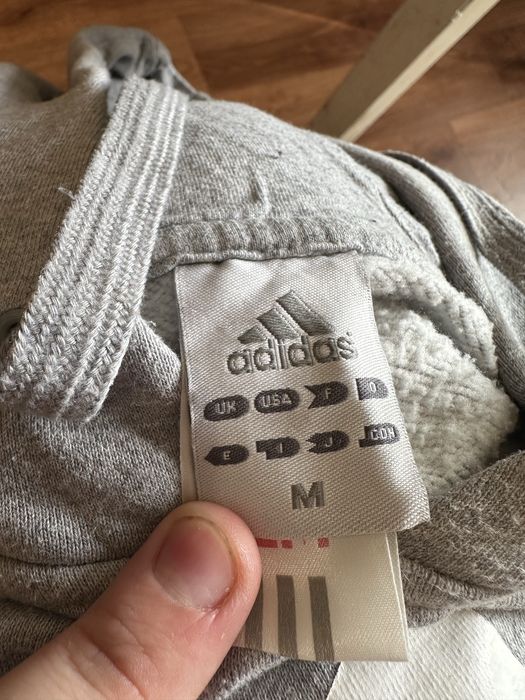 adidas
UK USA F D
E I J CDN
M